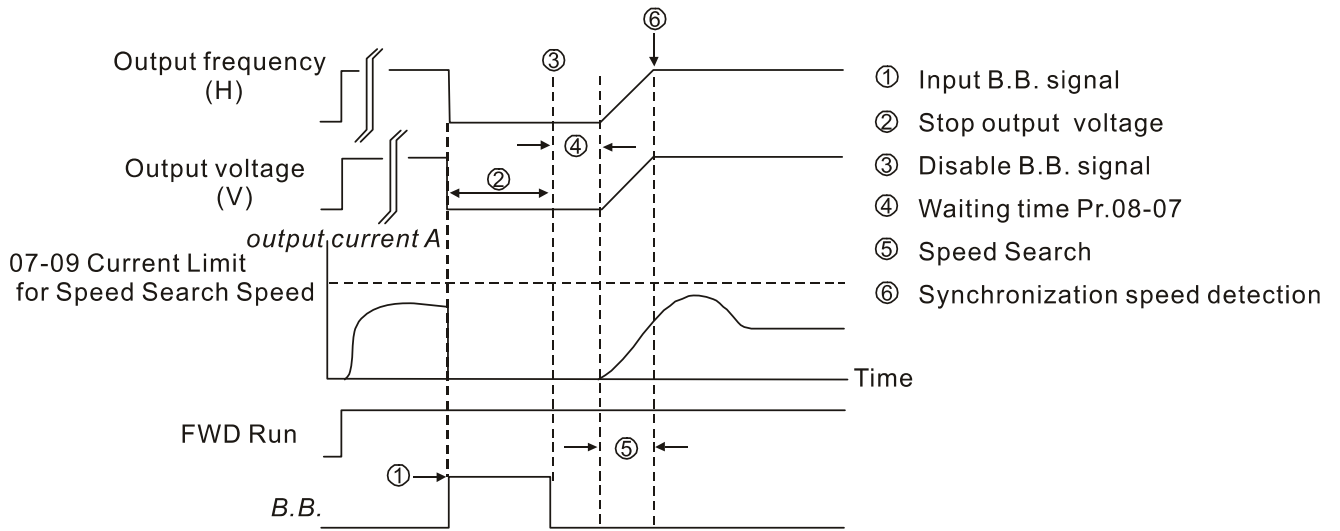 ⑥
Output frequency
(H)
③
④
Output voltage
(V)
②
output current A
07-09 Current Limit
for Speed Search Speed
Time
FWD Run
⑤
①
B.B.
① Input B.B. signal
② Stop output voltage
③ Disable B.B. signal
④ Waiting time Pr.08-07
⑤ Speed Search
⑥ Synchronization speed detection